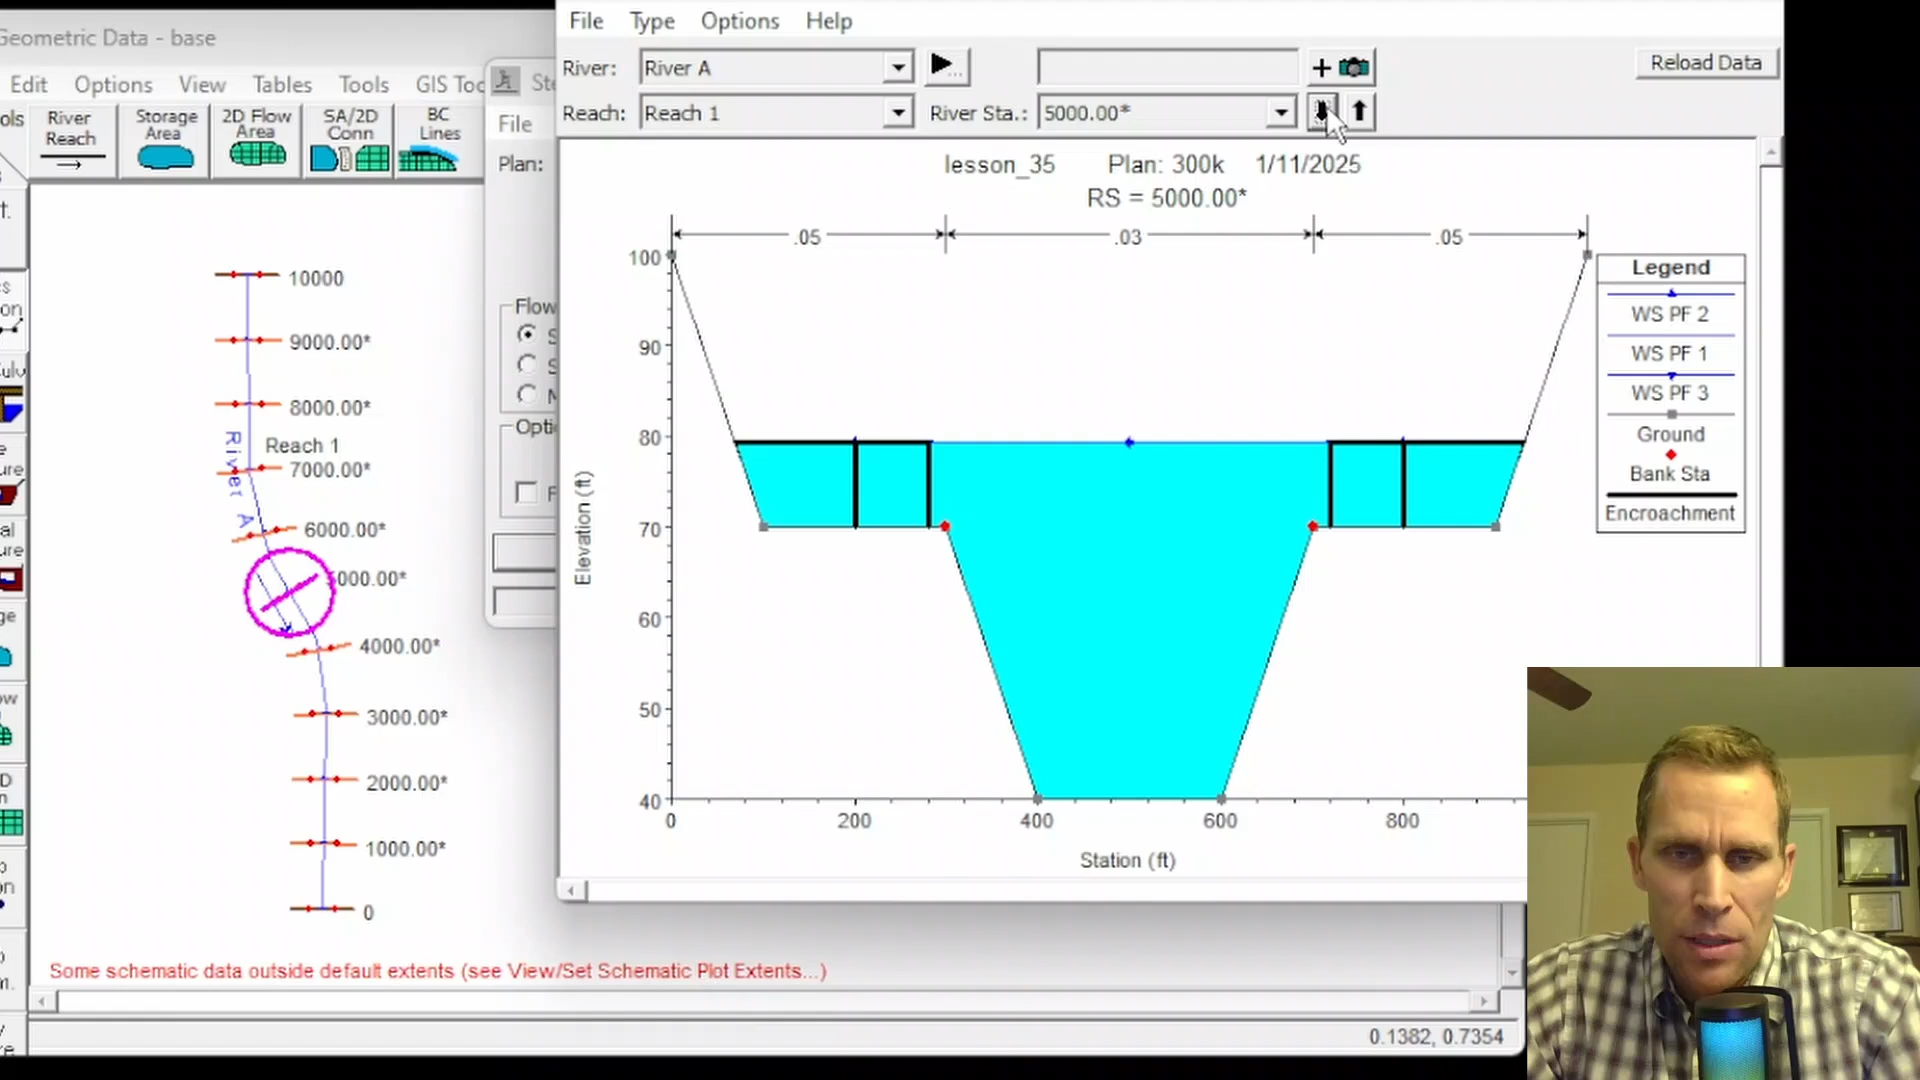 Geometric Data - base
Edit Options View Tables Tools
River Reach
Storage Area
2D Flow Area
SA/2D Conn
BC Lines
10000
9000.00*
8000.00*
Reach 1
River A
7000.00*
6000.00*
4000.00*
3000.00*
2000.00*
1000.00*
0
Some schematic data outside default extents (see View/Set Schematic Plot Extents...)
0.1382, 0.7354
File
Plan:
File Type Options Help
River: River A
Reload Data
Reach: Reach 1 River Sta.: 5000.00*
lesson_35 Plan: 300k 1/11/2025
RS = 5000.00*
.05 .03 .05
100
90
80
70
60
50
40
Elevation (ft)
0 200 400 600 800
Station (ft)
Legend
WS PF 2
WS PF 1
WS PF 3
Ground
Bank Sta
Encroachment